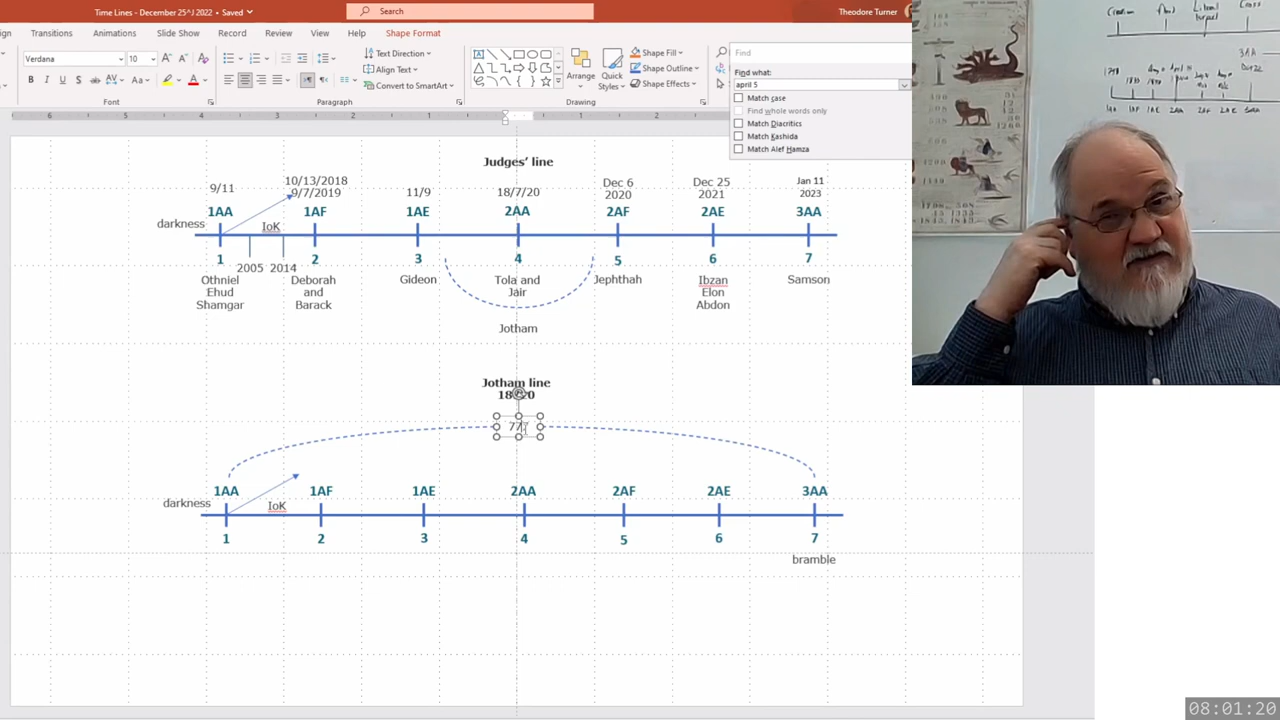 Time Lines - December 25^J 2022 • Saved
Search
Theodore Turner
Transitions
Animations
Slide Show
Record
Review
View
Help
Shape Format
Verdana
10
Text Direction
Align Text
Convert to SmartArt
Font
Paragraph
Arrange
Quick
Styles
Shape Fill
Shape Outline
Shape Effects
Drawing
Find
Find what:
april 5
Match case
Find whole words only
Match Diacritics
Match Kashida
Match Alef Hamza
Judges’ line
9/11
10/13/2018
9/7/2019
11/9
18/7/20
Dec 6
2020
Dec 25
2021
Jan 11
2023
1AA
1AF
1AE
2AA
2AF
2AE
3AA
darkness
IoK
1
2
3
4
5
6
7
2005
2014
Othniel
Ehud
Shamgar
Deborah
and
Barack
Gideon
Tola and
Jair
Jephthah
Ibzan
Elon
Abdon
Samson
Jotham
Jotham line
77
1AA
1AF
1AE
2AA
2AF
2AE
3AA
darkness
IoK
1
2
3
4
5
6
7
bramble
Creation
Cross
08:01:20